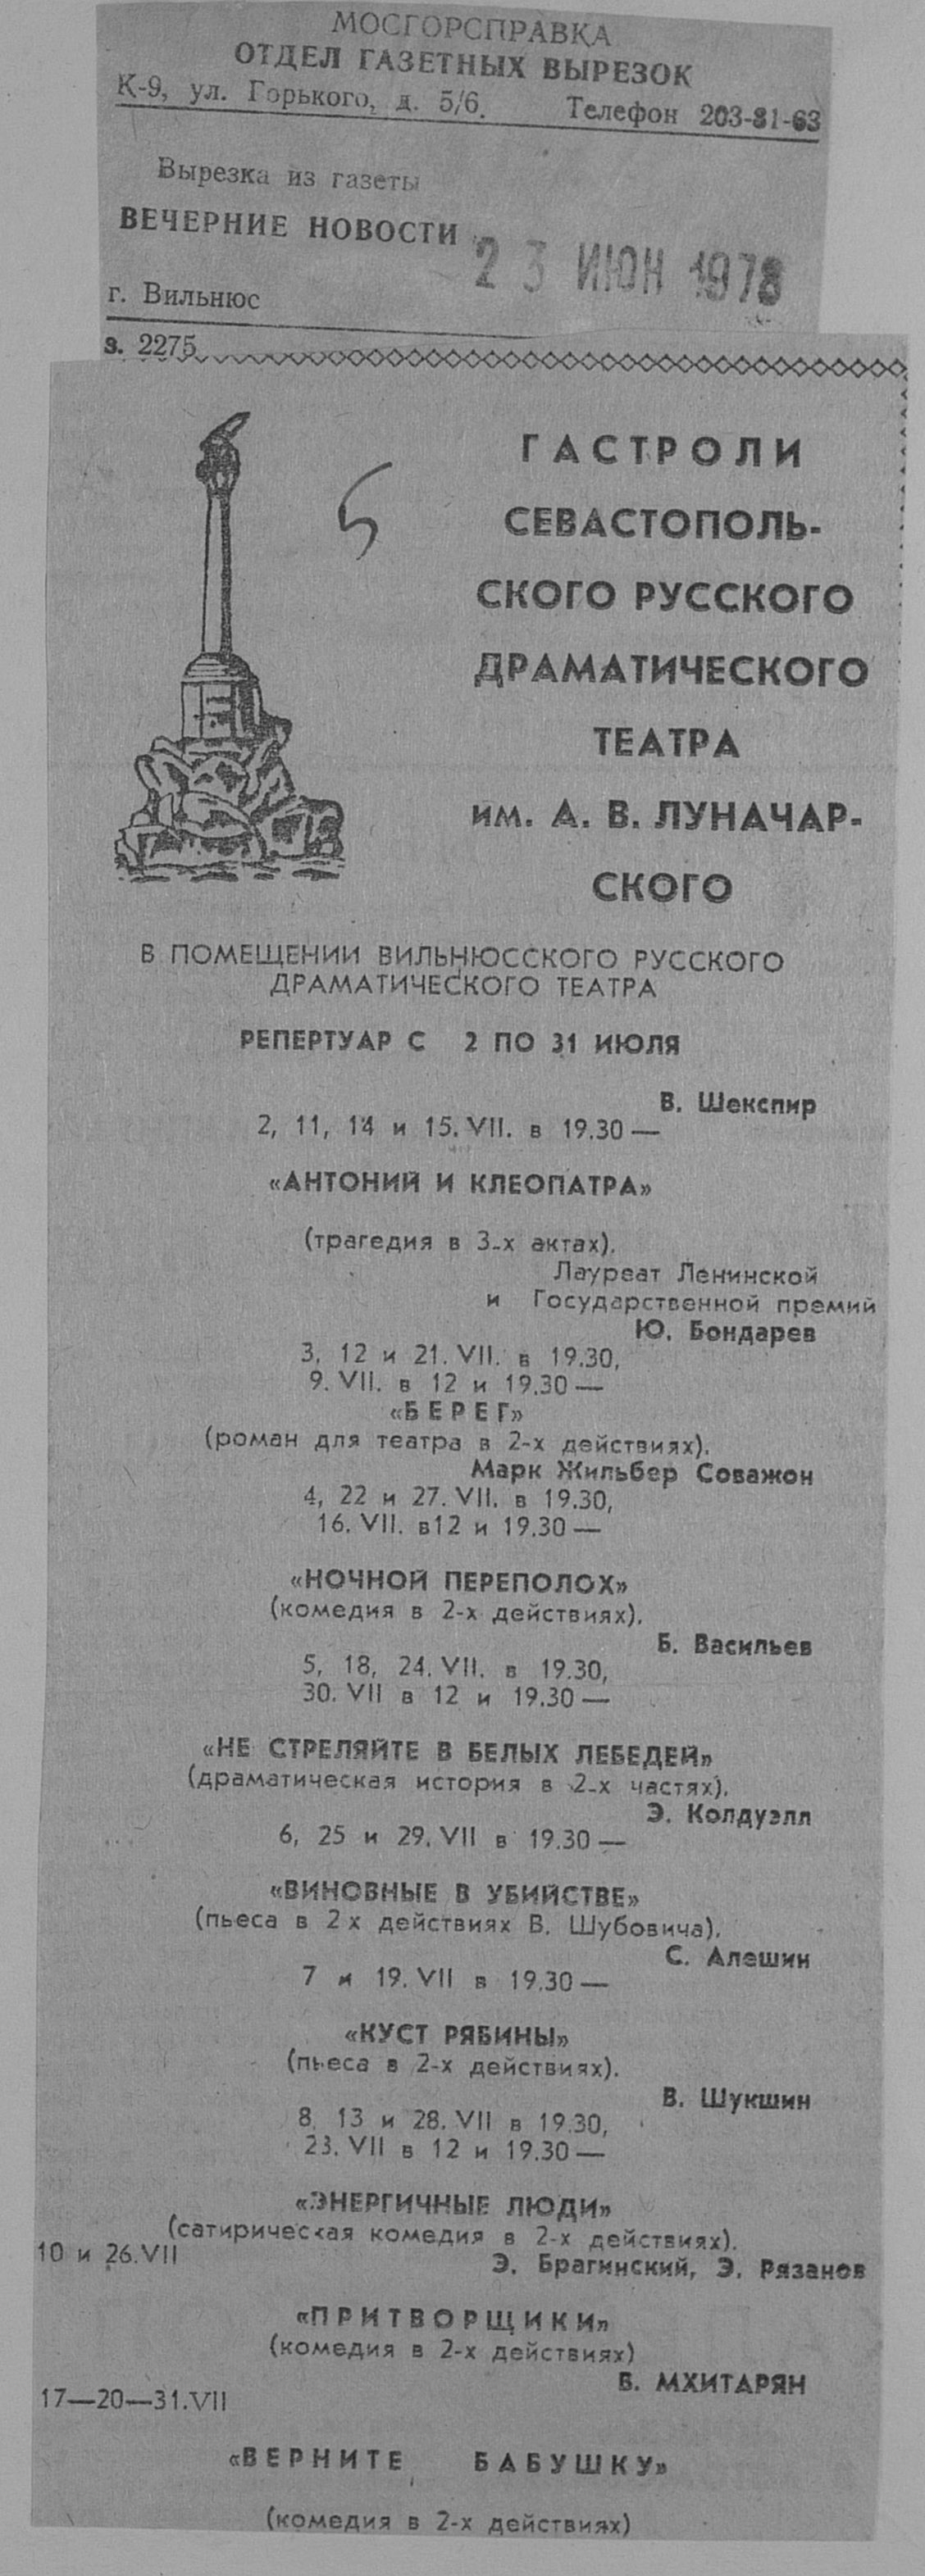 МОСГОРСПРАВКА
ОТДЕЛ ГАЗЕТНЫХ ВЫРЕЗОК
К-9, ул. Горького, д. 5/6. Телефон 203-81-63
Вырезка из газеты
ВЕЧЕРНИЕ НОВОСТИ
23 ИЮН 1978
г. Вильнюс
з. 2275
5
ГАСТРОЛИ
СЕВАСТОПОЛЬ-
СКОГО РУССКОГО
ДРАМАТИЧЕСКОГО
ТЕАТРА
им. А. В. ЛУНАЧАР-
СКОГО
В ПОМЕЩЕНИИ ВИЛЬНЮССКОГО РУССКОГО
ДРАМАТИЧЕСКОГО ТЕАТРА
РЕПЕРТУАР С 2 ПО 31 ИЮЛЯ
В. Шекспир
2, 11, 14 и 15. VII. в 19.30 —
«АНТОНИЙ И КЛЕОПАТРА»
(трагедия в 3-х актах).
Лауреат Ленинской
и Государственной премий
Ю. Бондарев
3, 12 и 21. VII. в 19.30,
9. VII. в 12 и 19.30 —
«БЕРЕГ»
(роман для театра в 2-х действиях).
Марк Жильбер Соважон
4, 22 и 27. VII. в 19.30,
16. VII. в12 и 19.30 —
«НОЧНОЙ ПЕРЕПОЛОХ»
(комедия в 2-х действиях).
Б. Васильев
5, 18, 24. VII. в 19.30,
30. VII в 12 и 19.30 —
«НЕ СТРЕЛЯЙТЕ В БЕЛЫХ ЛЕБЕДЕЙ»
(драматическая история в 2-х частях).
Э. Колдуэлл
6, 25 и 29. VII в 19.30 —
«ВИНОВНЫЕ В УБИЙСТВЕ»
(пьеса в 2 х действиях В. Шубовича).
С. Алешин
7 и 19. VII в 19.30 —
«КУСТ РЯБИНЫ»
(пьеса в 2-х действиях).
В. Шукшин
8, 13 и 28. VII в 19.30,
23. VII в 12 и 19.30 —
«ЭНЕРГИЧНЫЕ ЛЮДИ»
(сатирическая комедия в 2-х действиях).
10 и 26.VII
Э. Брагинский, Э. Рязанов
«ПРИТВОРЩИКИ»
(комедия в 2-х действиях)
В. МХИТАРЯН
17—20—31.VII
«ВЕРНИТЕ БАБУШКУ»
(комедия в 2-х действиях)